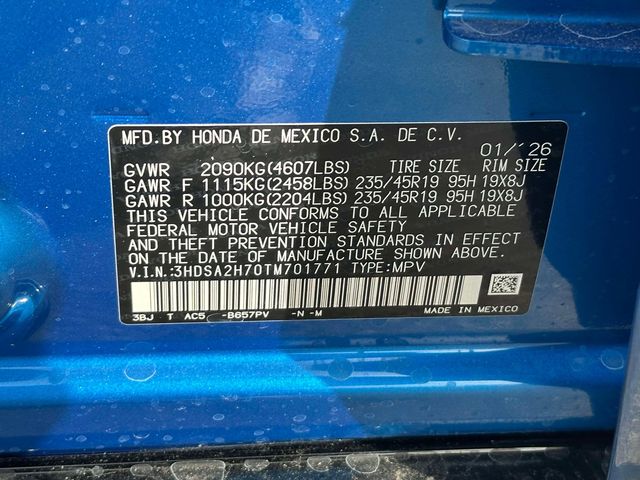 MFD. BY HONDA DE MEXICO S.A. DE C.V. 01/'26
GVWR 2090KG(4607LBS) TIRE SIZE RIM SIZE
GAWR F 1115KG(2458LBS) 235/45R19 95H 19X8J
GAWR R 1000KG(2204LBS) 235/45R19 95H 19X8J
THIS VEHICLE CONFORMS TO ALL APPLICABLE
FEDERAL MOTOR VEHICLE SAFETY
AND THEFT PREVENTION STANDARDS IN EFFECT
ON THE DATE OF MANUFACTURE SHOWN ABOVE.
V.I.N.:3HDSA2H70TM701771 TYPE:MPV
3BJ T AC5 -B657PV -N -M MADE IN MEXICO